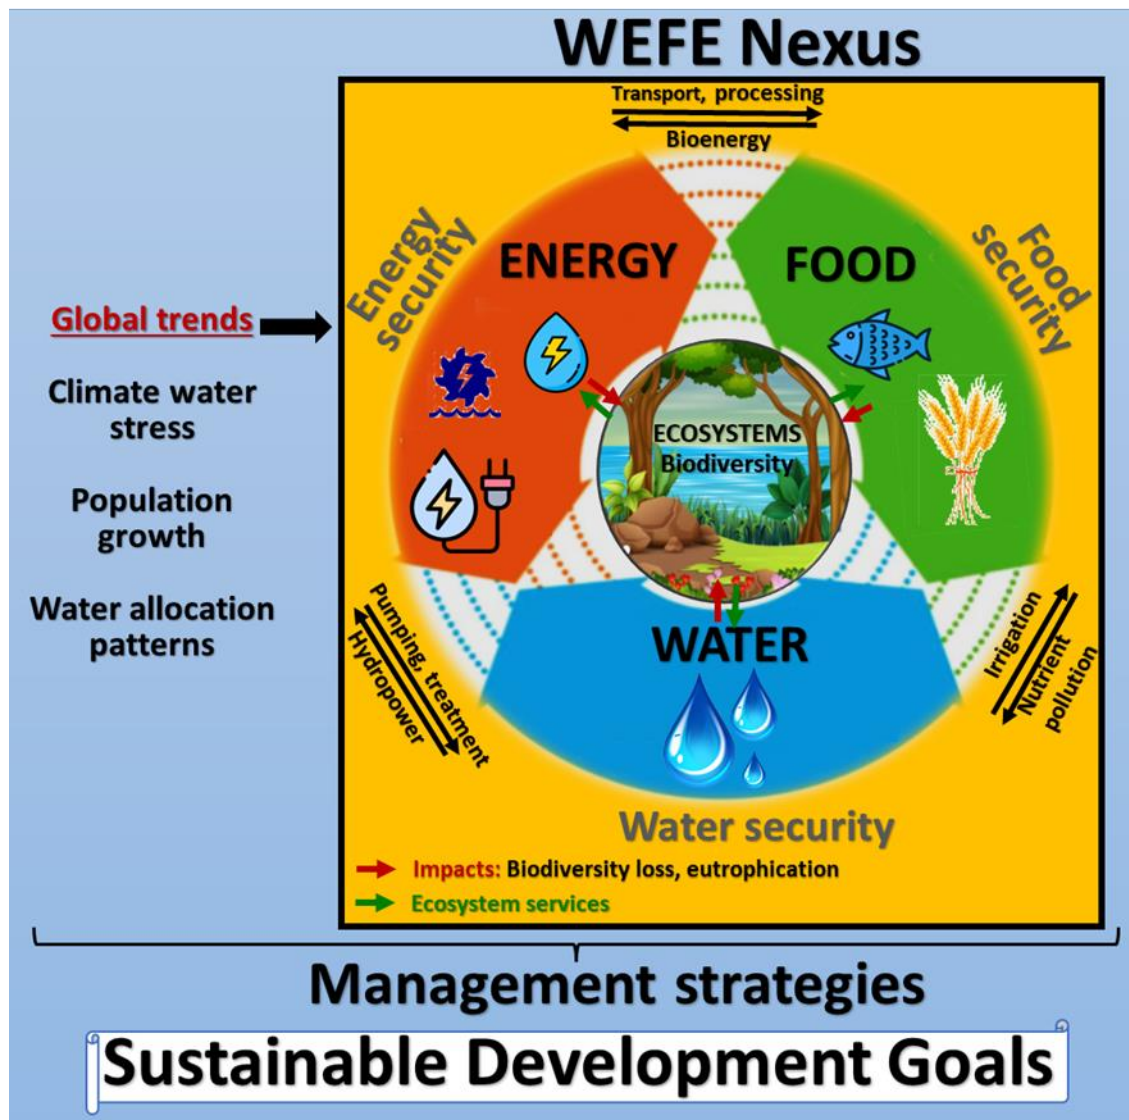 WEFE Nexus
Transport, processing
Bioenergy
Energy
security
ENERGY
FOOD
Food
security
Global trends
Climate water
stress
Population
growth
Water allocation
patterns
ECOSYSTEMS
Biodiversity
Pumping, treatment
Hydropower
WATER
Irrigation
Nutrient
pollution
Water security
Impacts: Biodiversity loss, eutrophication
Ecosystem services
Management strategies
Sustainable Development Goals